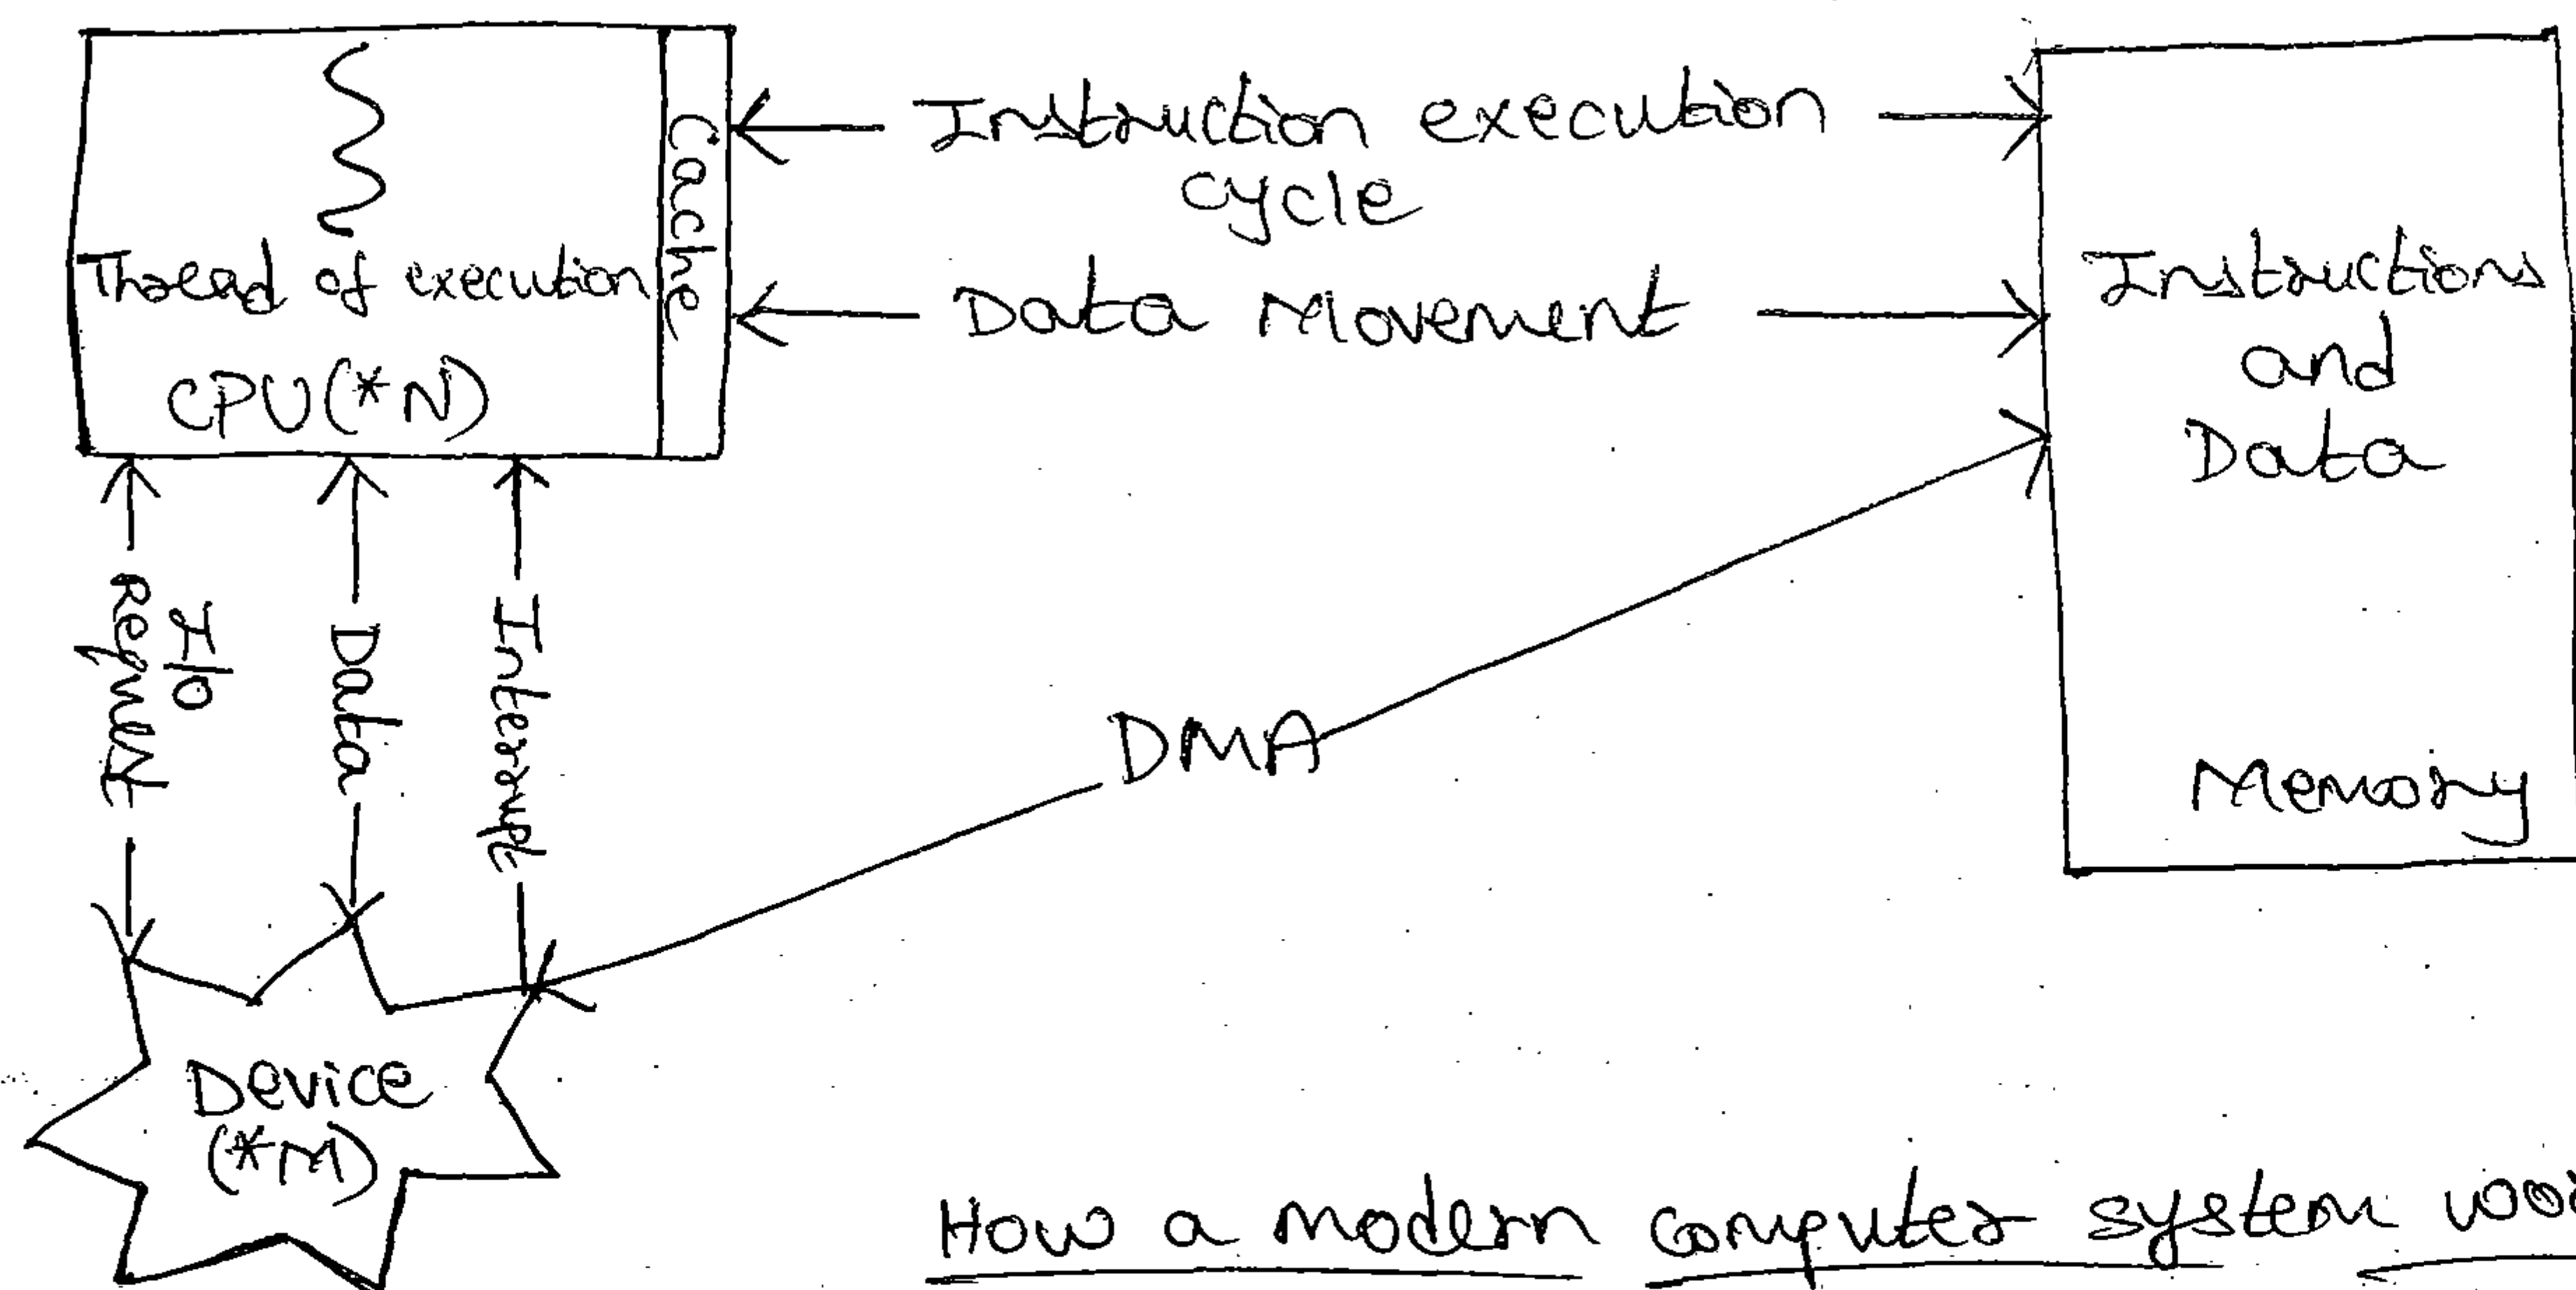 Thread of execution
CPU(*N)
Cache
Instruction execution
cycle
Data Movement
Instructions
and
Data
Memory
I/O
Request
Data
Interrupt
DMA
Device
(*M)
How a modern computer system